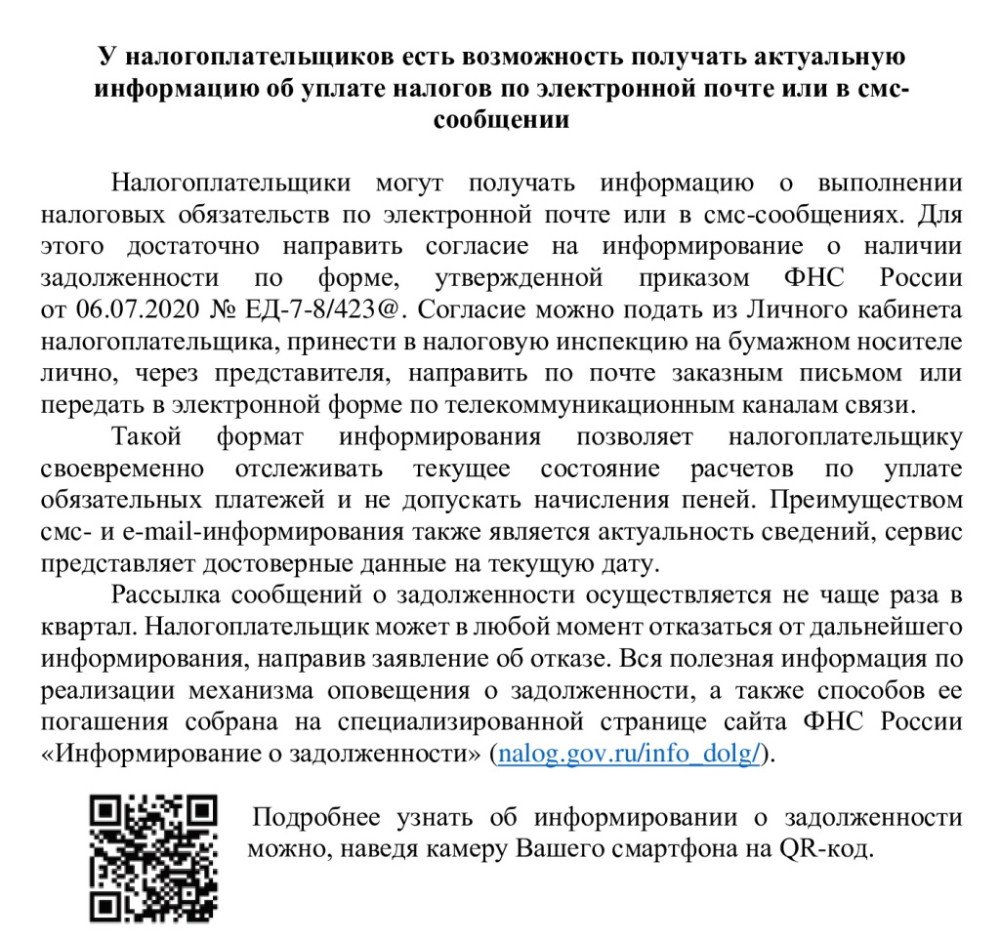 У налогоплательщиков есть возможность получать актуальную
информацию об уплате налогов по электронной почте или в смс-
сообщении
Налогоплательщики могут получать информацию о выполнении
налоговых обязательств по электронной почте или в смс-сообщениях. Для
этого достаточно направить согласие на информирование о наличии
задолженности по форме, утвержденной приказом ФНС России
от 06.07.2020 № ЕД-7-8/423@. Согласие можно подать из Личного кабинета
налогоплательщика, принести в налоговую инспекцию на бумажном носителе
лично, через представителя, направить по почте заказным письмом или
передать в электронной форме по телекоммуникационным каналам связи.
Такой формат информирования позволяет налогоплательщику
своевременно отслеживать текущее состояние расчетов по уплате
обязательных платежей и не допускать начисления пеней. Преимуществом
смс- и e-mail-информирования также является актуальность сведений, сервис
представляет достоверные данные на текущую дату.
Рассылка сообщений о задолженности осуществляется не чаще раза в
квартал. Налогоплательщик может в любой момент отказаться от дальнейшего
информирования, направив заявление об отказе. Вся полезная информация по
реализации механизма оповещения о задолженности, а также способов ее
погашения собрана на специализированной странице сайта ФНС России
«Информирование о задолженности» (nalog.gov.ru/info_dolg/).
Подробнее узнать об информировании о задолженности
можно, наведя камеру Вашего смартфона на QR-код.